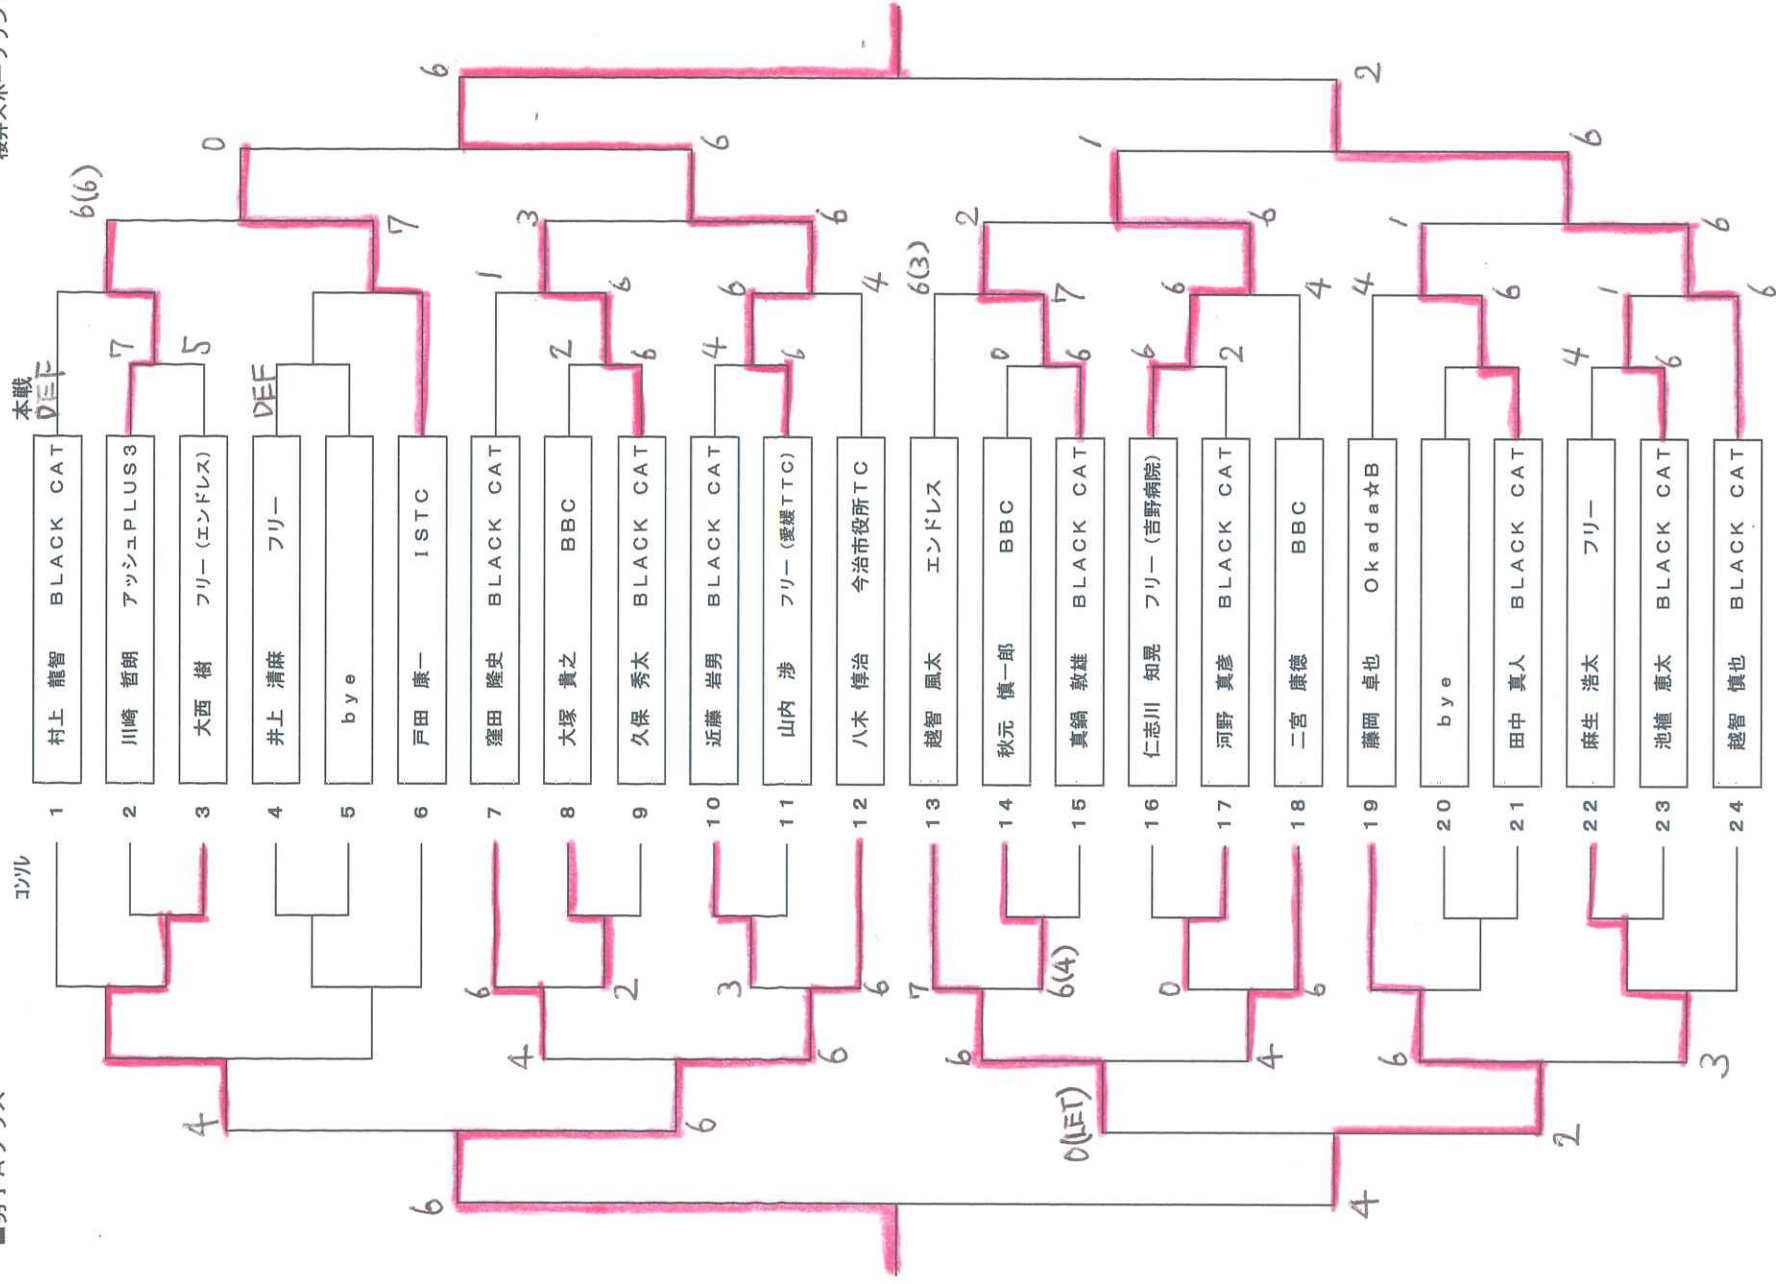 本戦
DEF
6
2
0
6
1
6
6(6)
7
3
6
2
6
1
6
1
6
6
4
6(3)
7
6
4
4
6
1
6
7
5
DEF
2
6
4
6
0
6
6
2
4
6
1 村上 龍智 BLACK CAT
2 川崎 哲朗 アッシュPLUS3
3 大西 樹 フリー(エンドレス)
4 井上 清麻 フリー
5 bye
6 戸田 康一 ISTC
7 窪田 隆史 BLACK CAT
8 大塚 貴之 BBC
9 久保 秀太 BLACK CAT
10 近藤 岩男 BLACK CAT
11 山内 渉 フリー(愛媛TTC)
12 八木 惇治 今治市役所TC
13 越智 風太 エンドレス
14 秋元 慎一郎 BBC
15 真鍋 敦雄 BLACK CAT
16 仁志川 知晃 フリー(吉野病院)
17 河野 真彦 BLACK CAT
18 二宮 康徳 BBC
19 藤岡 卓也 Okada☆B
20 bye
21 田中 真人 BLACK CAT
22 麻生 浩太 フリー
23 池植 恵太 BLACK CAT
24 越智 慎也 BLACK CAT
コンソレ
6
2
3
6
7
6(4)
0
6
4
6
6
4
6
3
4
6
0(LET)
2
6
4